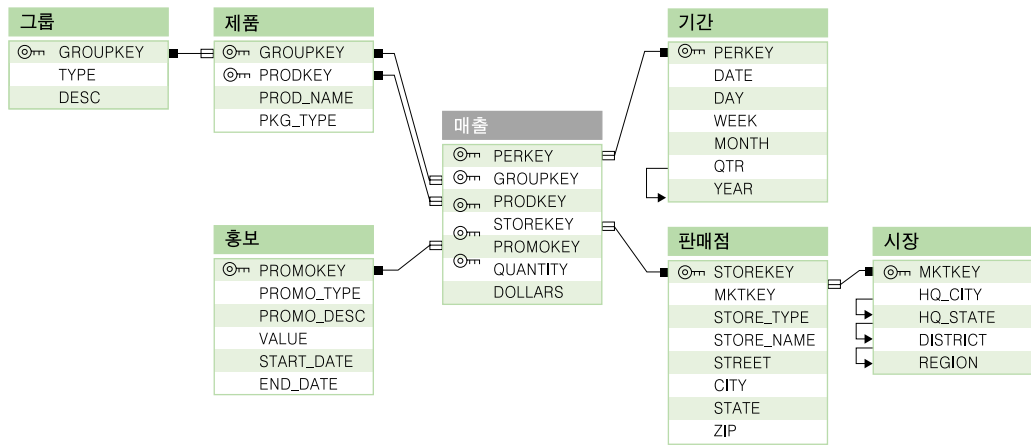 그룹
GROUPKEY
TYPE
DESC
제품
GROUPKEY
PRODKEY
PROD_NAME
PKG_TYPE
매출
PERKEY
GROUPKEY
PRODKEY
STOREKEY
PROMOKEY
QUANTITY
DOLLARS
기간
PERKEY
DATE
DAY
WEEK
MONTH
QTR
YEAR
홍보
PROMOKEY
PROMO_TYPE
PROMO_DESC
VALUE
START_DATE
END_DATE
판매점
STOREKEY
MKTKEY
STORE_TYPE
STORE_NAME
STREET
CITY
STATE
ZIP
시장
MKTKEY
HQ_CITY
HQ_STATE
DISTRICT
REGION